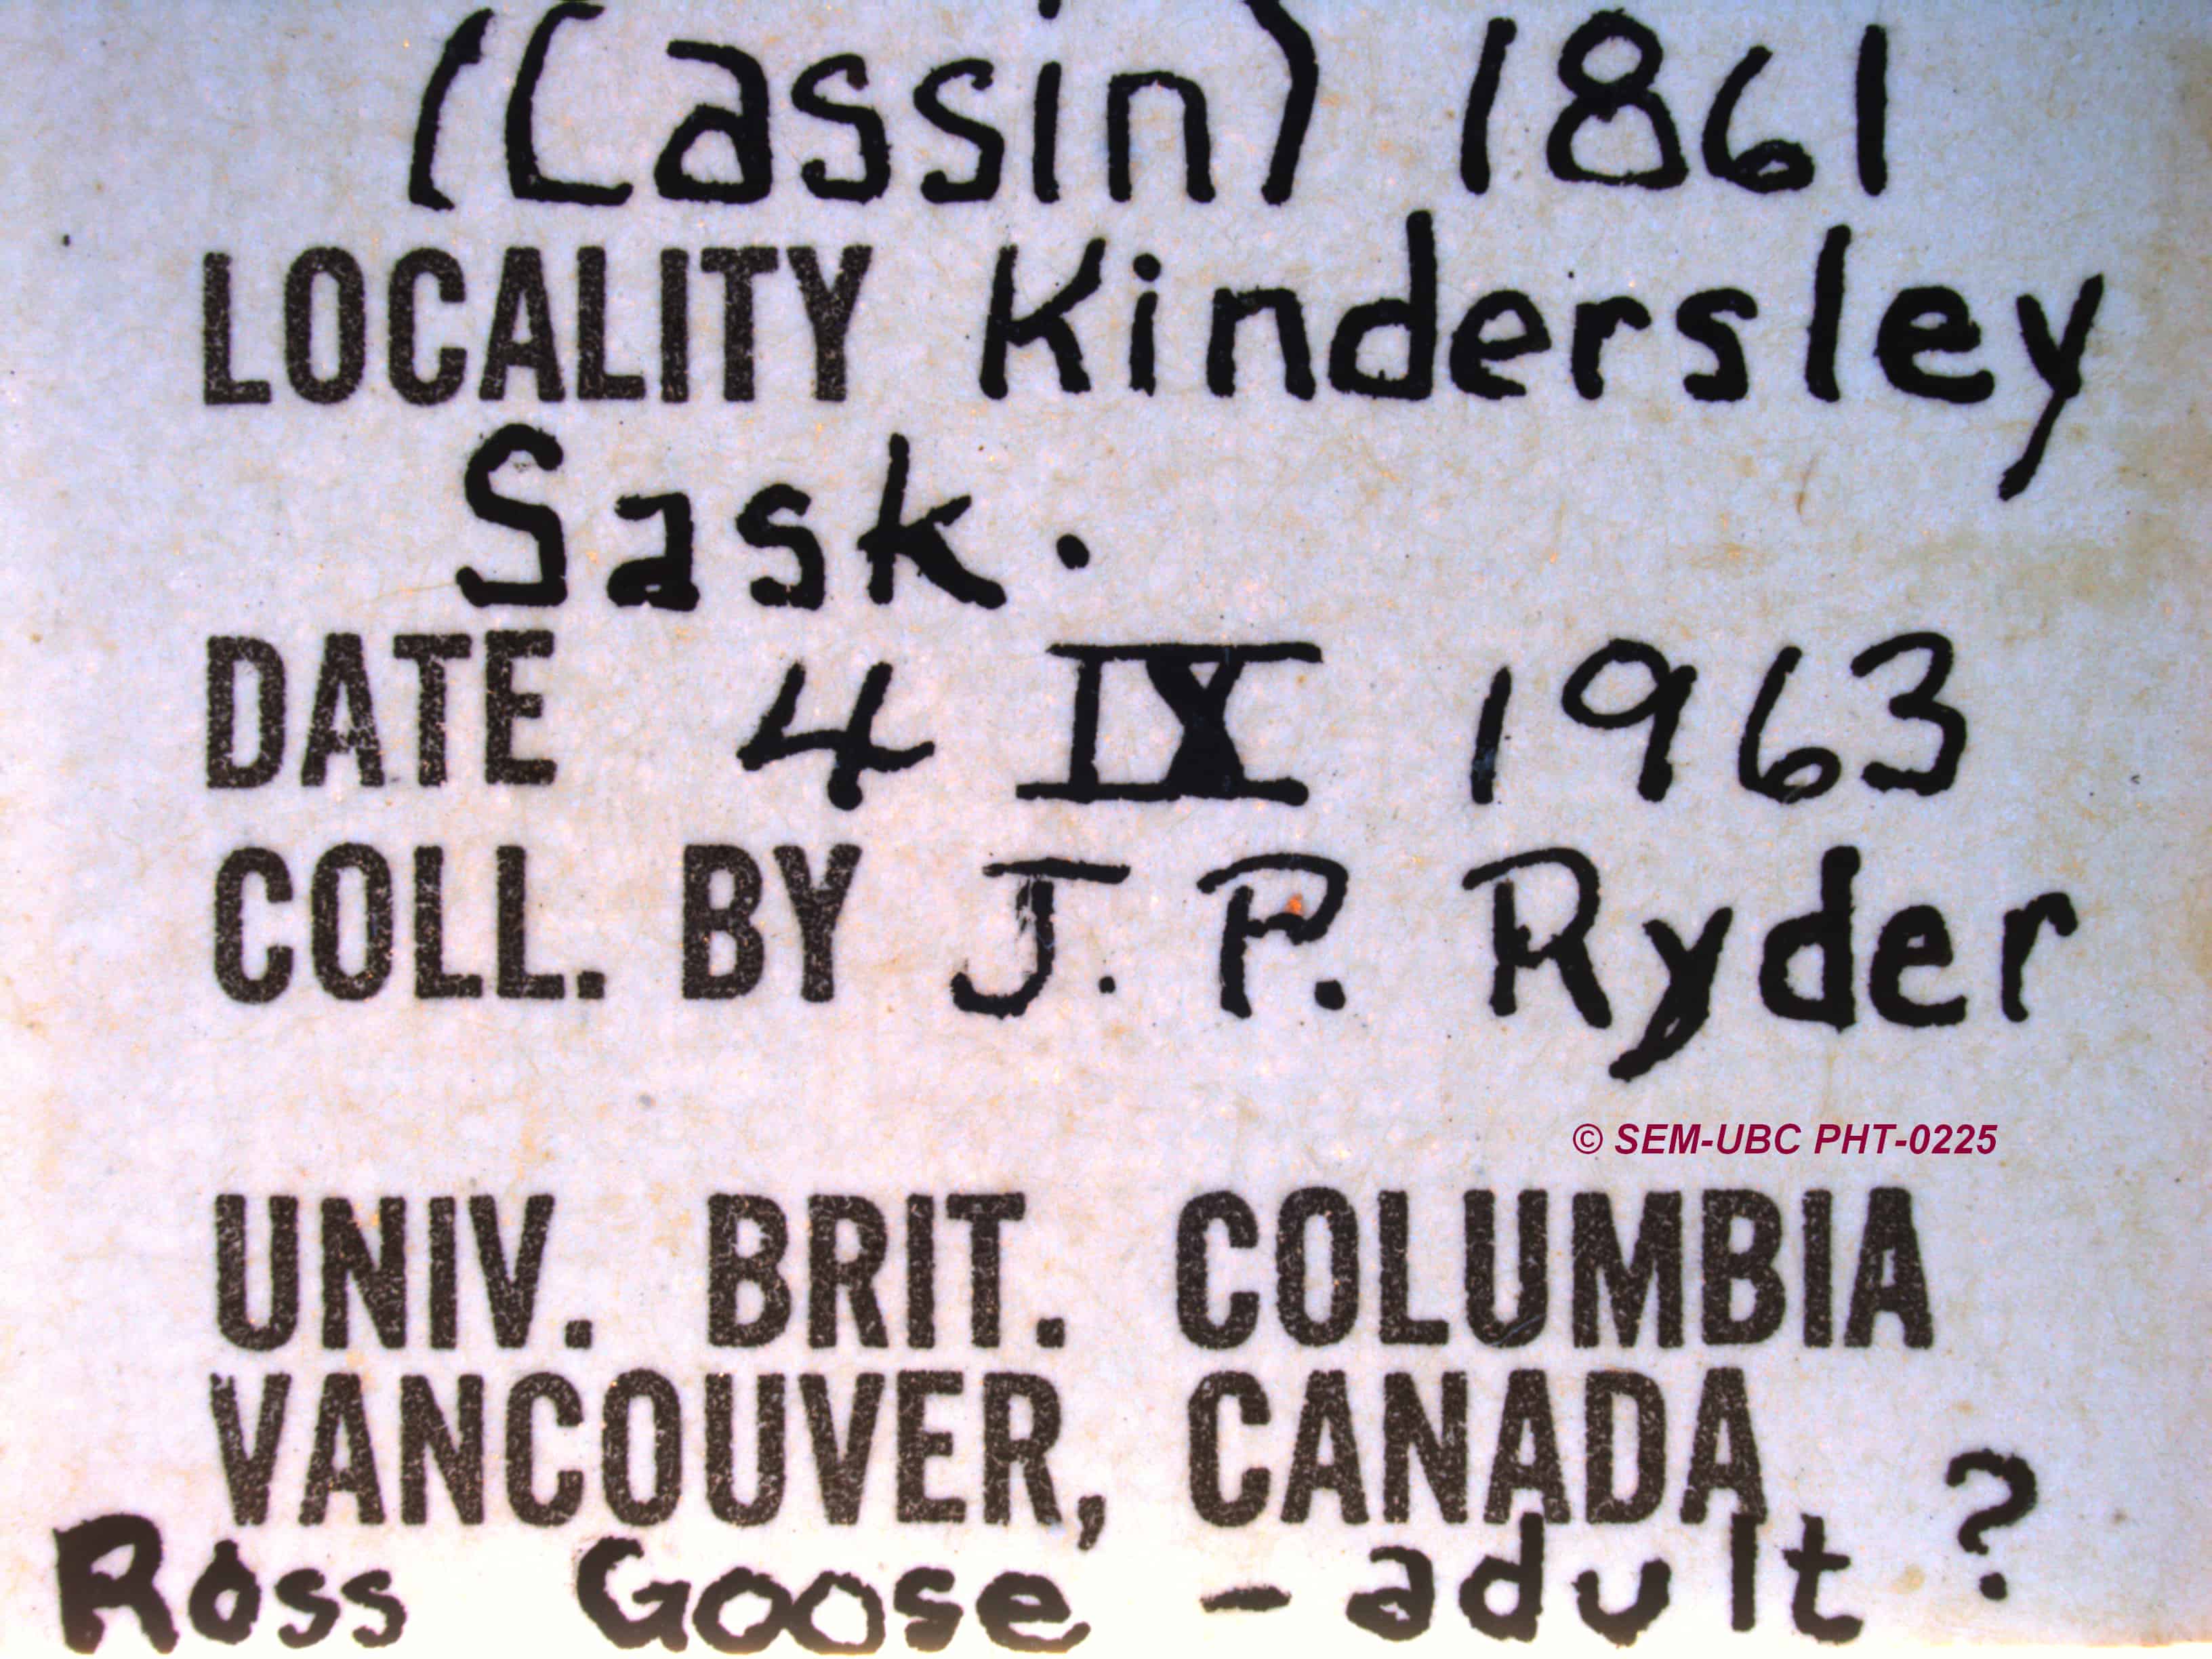 (Cassin) 1861
LOCALITY Kindersley
Sask.
DATE 4 IX 1963
COLL. BY J. P. Ryder
© SEM-UBC PHT-0225
UNIV. BRIT. COLUMBIA
VANCOUVER, CANADA
Ross Goose - adult ?